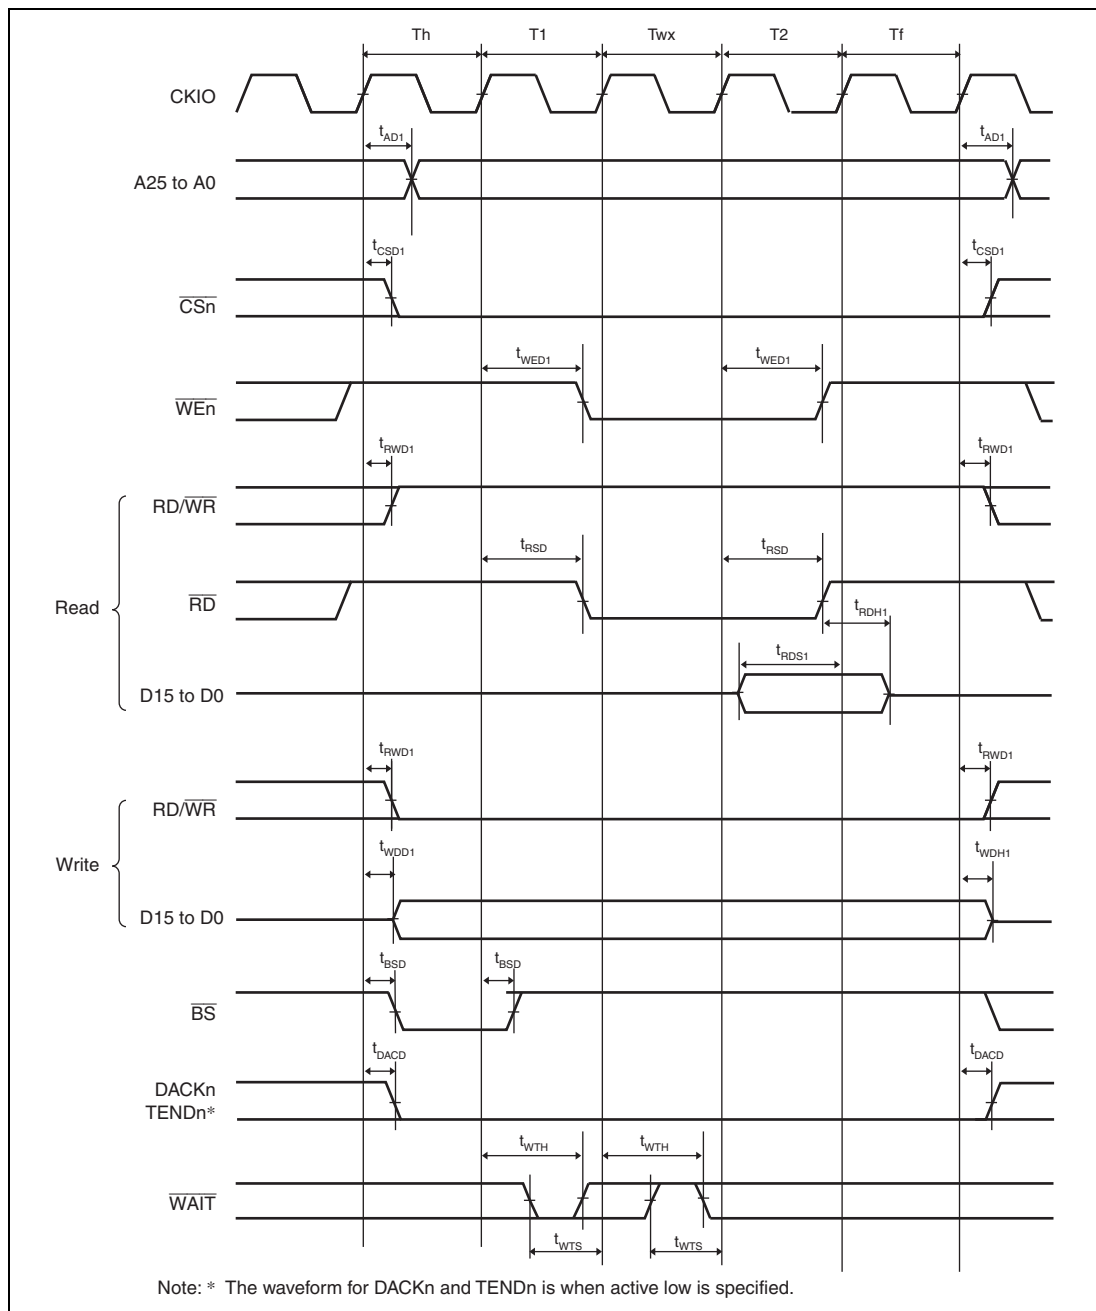 Th T1 Twx T2 Tf
CKIO
tAD1 tAD1
A25 to A0
tCSD1 tCSD1
CSn
tWED1 tWED1
WEn
tRWD1 tRWD1
RD/WR
tRSD tRSD
Read
RD
tRDH1
tRDS1
D15 to D0
tRWD1 tRWD1
RD/WR
Write
tWDD1 tWDH1
D15 to D0
tBSD tBSD
BS
tDACD tDACD
DACKn
TENDn*
tWTH tWTH
WAIT
tWTS tWTS
Note: * The waveform for DACKn and TENDn is when active low is specified.